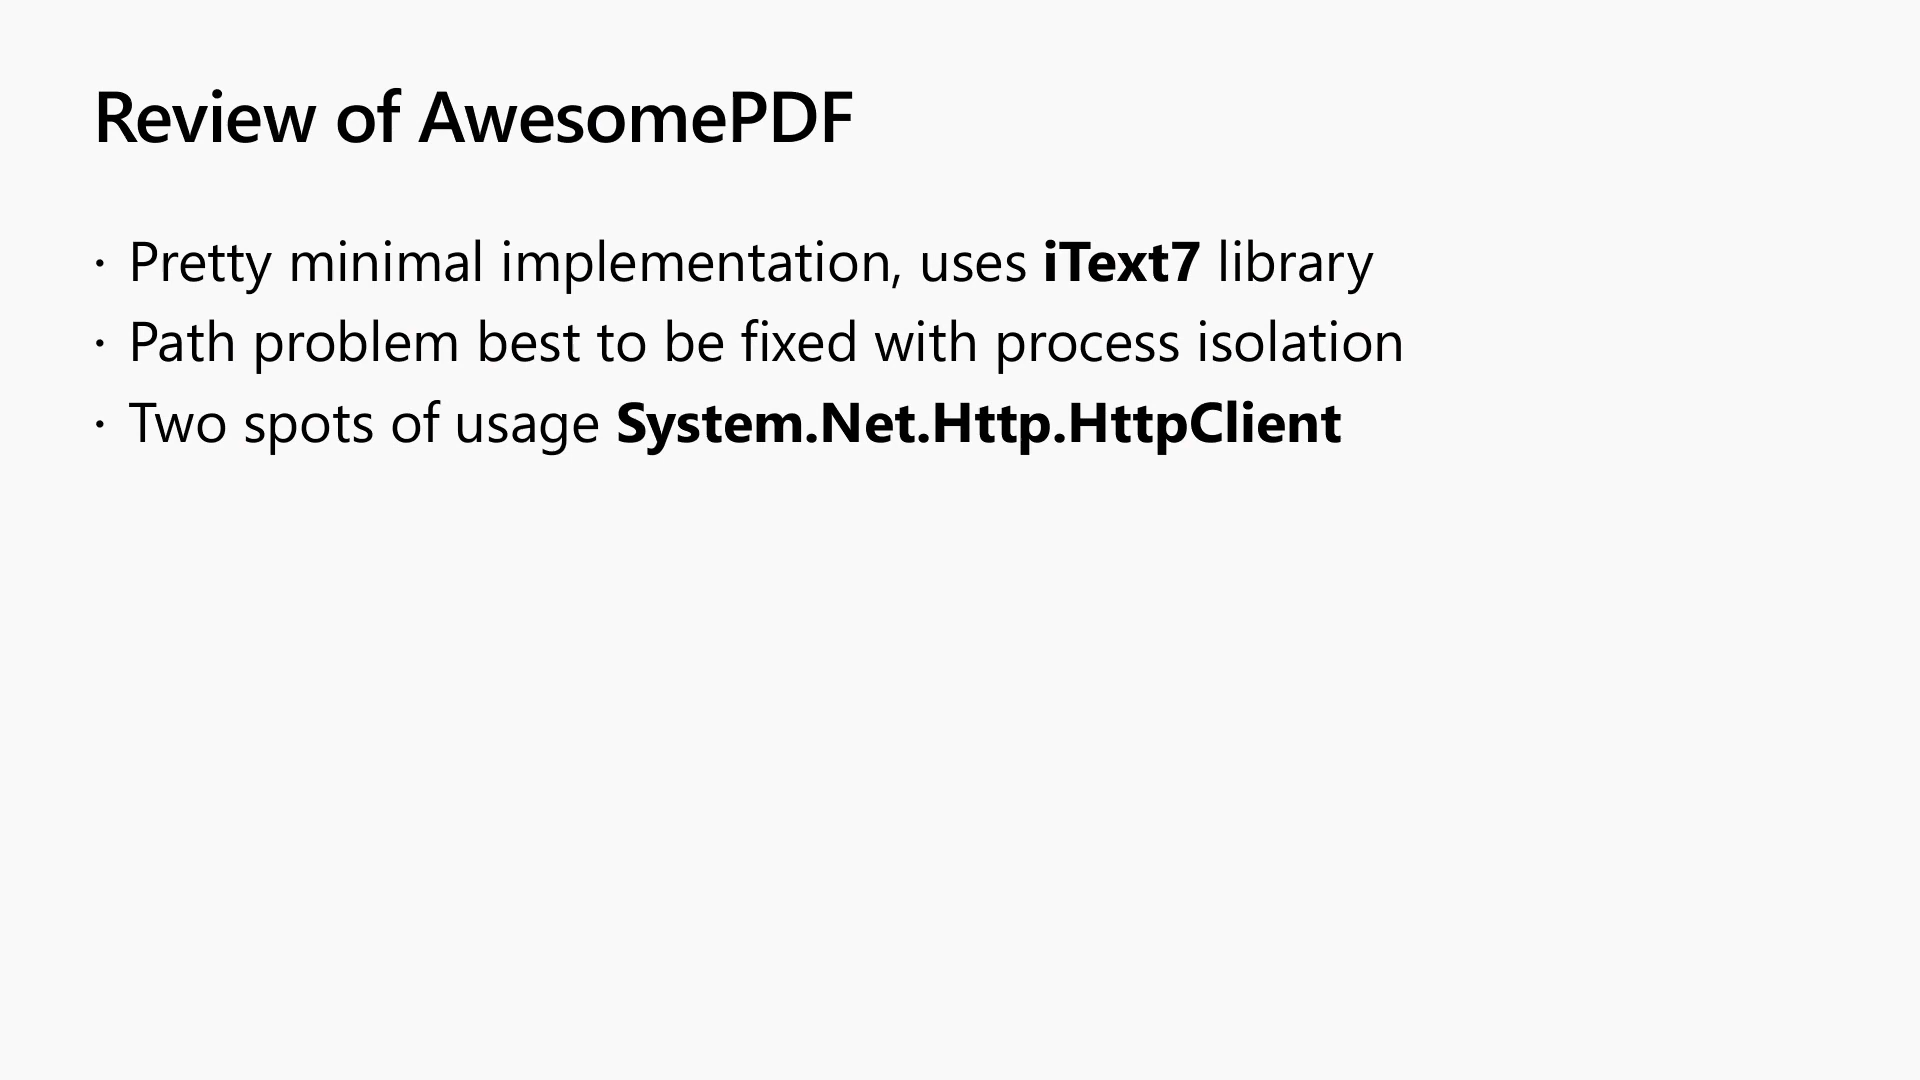 Review of AwesomePDF
· Pretty minimal implementation, uses iText7 library
· Path problem best to be fixed with process isolation
· Two spots of usage System.Net.Http.HttpClient